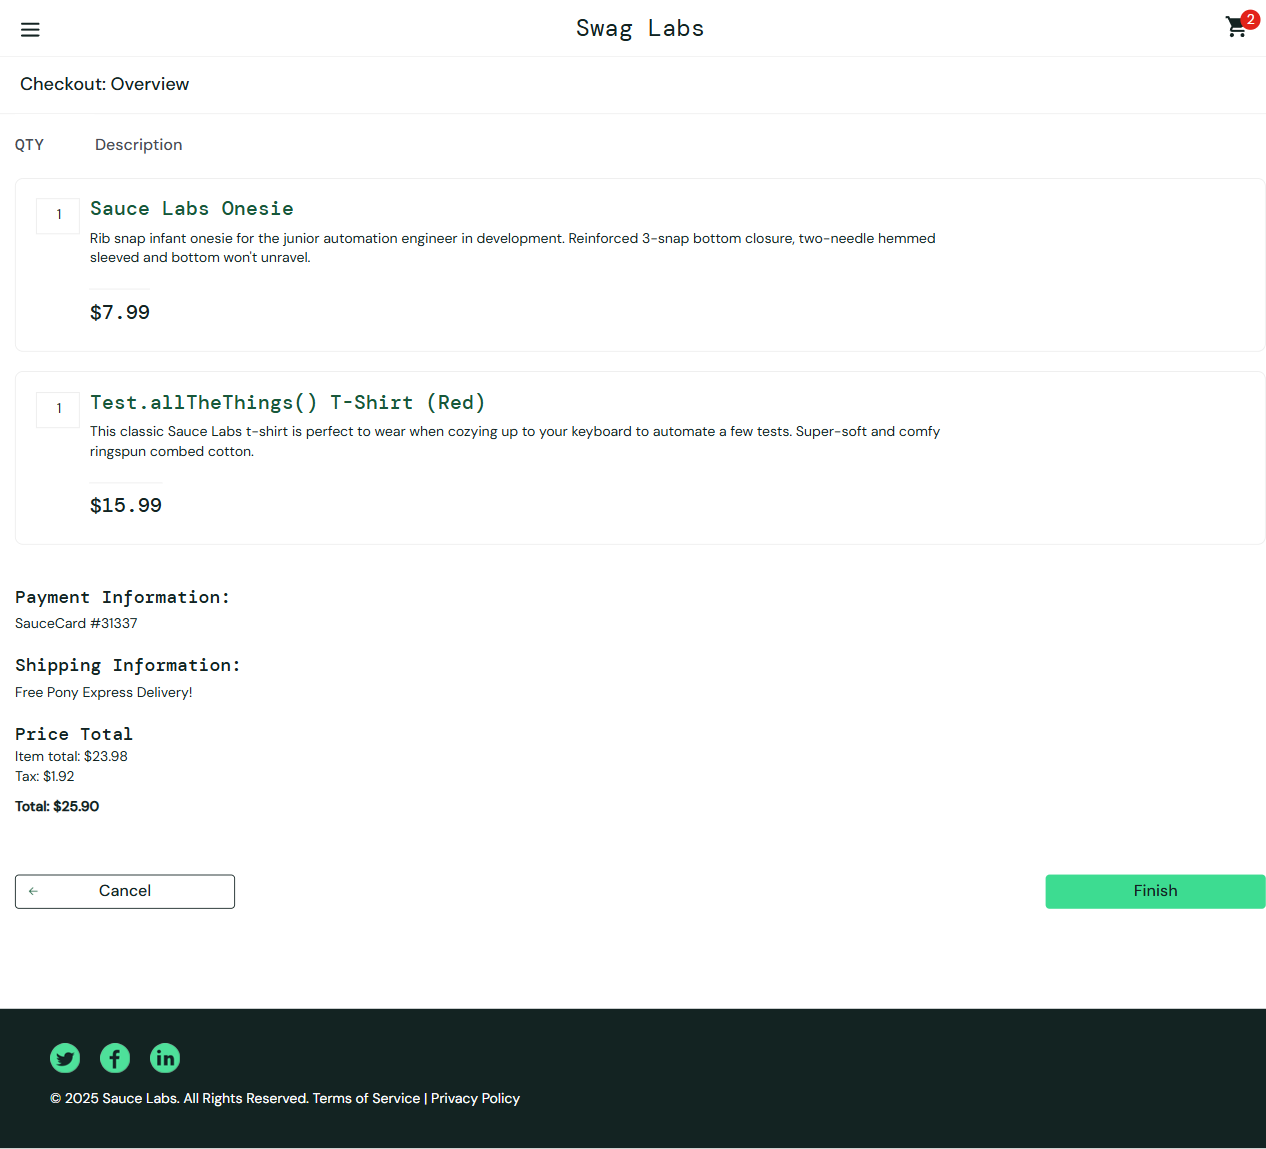 Swag Labs
2
Checkout: Overview
QTY Description
1
Sauce Labs Onesie
Rib snap infant onesie for the junior automation engineer in development. Reinforced 3-snap bottom closure, two-needle hemmed
sleeved and bottom won't unravel.
$7.99
1
Test.allTheThings() T-Shirt (Red)
This classic Sauce Labs t-shirt is perfect to wear when cozying up to your keyboard to automate a few tests. Super-soft and comfy
ringspun combed cotton.
$15.99
Payment Information:
SauceCard #31337
Shipping Information:
Free Pony Express Delivery!
Price Total
Item total: $23.98
Tax: $1.92
Total: $25.90
Cancel
Finish
© 2025 Sauce Labs. All Rights Reserved. Terms of Service | Privacy Policy